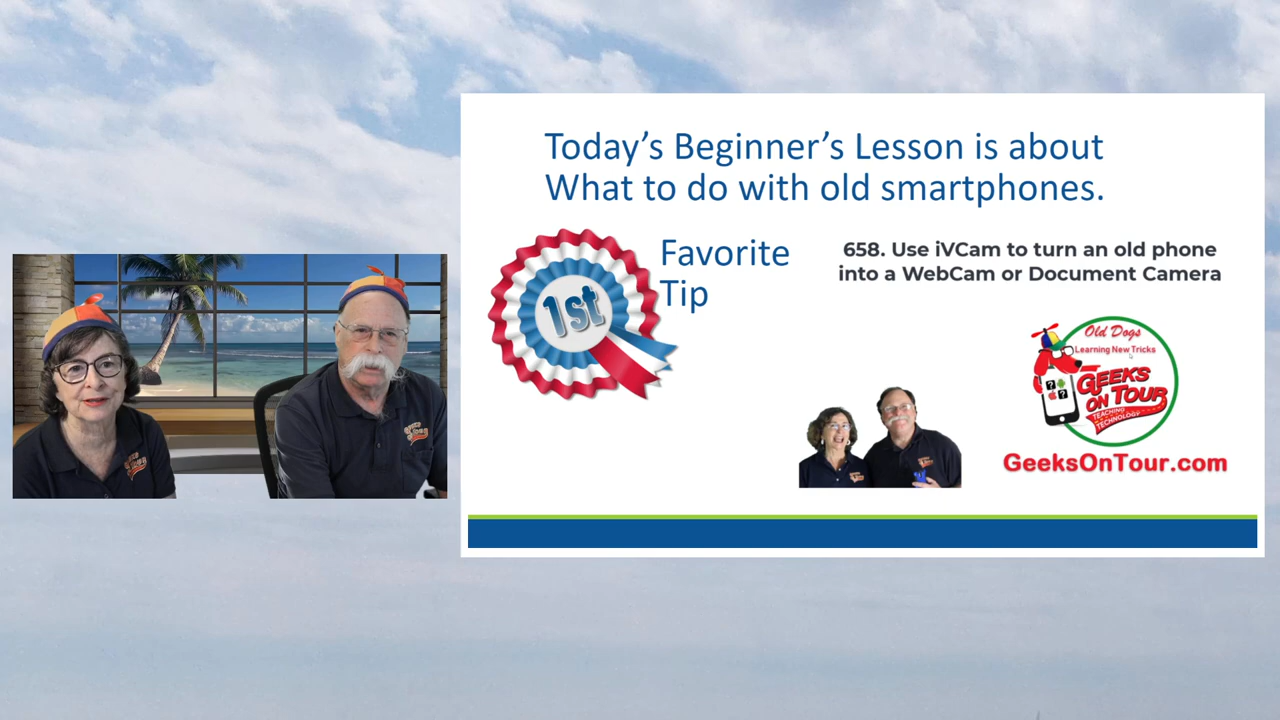 Today's Beginner's Lesson is about
What to do with old smartphones.
Favorite
Tip
1st
658. Use iVCam to turn an old phone
into a WebCam or Document Camera
Old Dogs
Learning New Tricks
GEEKS
ON TOUR
TEACHING
TECHNOLOGY
GeeksOnTour.com